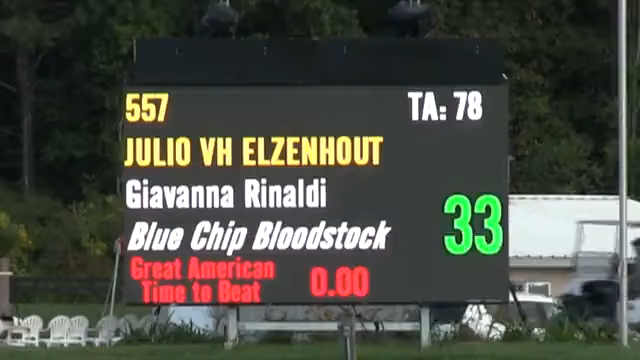 557 TA: 78
JULIO VH ELZENHOUT
Giavanna Rinaldi
Blue Chip Bloodstock 33
Great American
Time to Beat 0.00